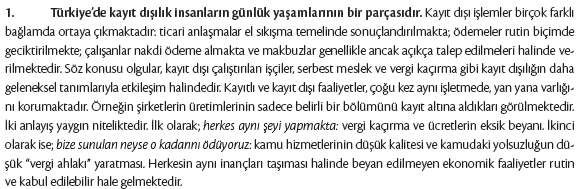 1. Türkiye’de kayıt dışılık insanların günlük yaşamlarının bir parçasıdır. Kayıt dışı işlemler birçok farklı
bağlamda ortaya çıkmaktadır: ticari anlaşmalar el sıkışma temelinde sonuçlandırılmakta; ödemeler rutin biçimde
geciktirilmekte; çalışanlar nakdi ödeme almakta ve makbuzlar genellikle ancak açıkça talep edilmeleri halinde ve-
rilmektedir. Söz konusu olgular, kayıt dışı çalıştırılan işçiler, serbest meslek ve vergi kaçırma gibi kayıt dışılığın daha
geleneksel tanımlarıyla etkileşim halindedir. Kayıtlı ve kayıt dışı faaliyetler, çoğu kez aynı işletmede, yan yana varlığı-
nı korumaktadır. Örneğin şirketlerin üretimlerinin sadece belirli bir bölümünü kayıt altına aldıkları görülmektedir.
İki anlayış yaygın niteliktedir. İlk olarak; herkes aynı şeyi yapmakta: vergi kaçırma ve ücretlerin eksik beyanı. İkinci
olarak ise; bize sunulan neyse o kadarını ödüyoruz: kamu hizmetlerinin düşük kalitesi ve kamudaki yolsuzluğun dü-
şük “vergi ahlakı” yaratması. Herkesin aynı inançları taşıması halinde beyan edilmeyen ekonomik faaliyetler rutin
ve kabul edilebilir hale gelmektedir.